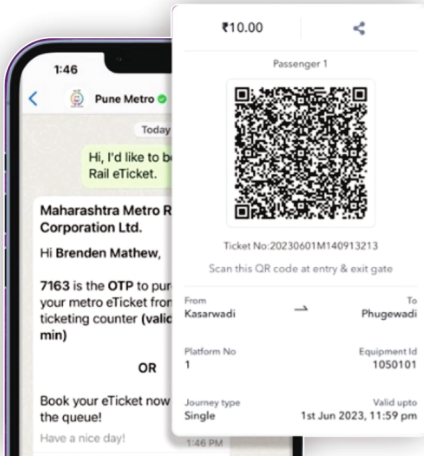 1:46
Pune Metro
Today
Hi, I'd like to b
Rail eTicket.
Maharashtra Metro R
Corporation Ltd.
Hi Brenden Mathew,
7163 is the OTP to pur
your metro eTicket fron
ticketing counter (valid
min)
OR
Book your eTicket now
the queue!
Have a nice day!
1:46 PM
₹10.00
Passenger 1
Ticket No:20230601M140913213
Scan this QR code at entry & exit gate
From To
Kasarwadi Phugewadi
Platform No Equipment Id
1 1050101
Journey type Valid upto
Single 1st Jun 2023, 11:59 pm